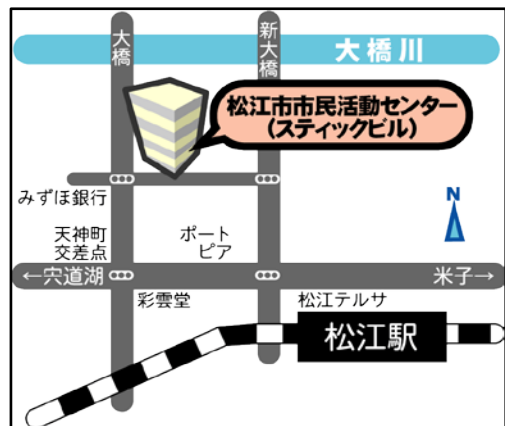 大橋
新大橋
大橋川
松江市市民活動センター
(スティックビル)
みずほ銀行
N
天神町
交差点
ポート
ピア
←宍道湖
米子→
彩雲堂
松江テルサ
松江駅